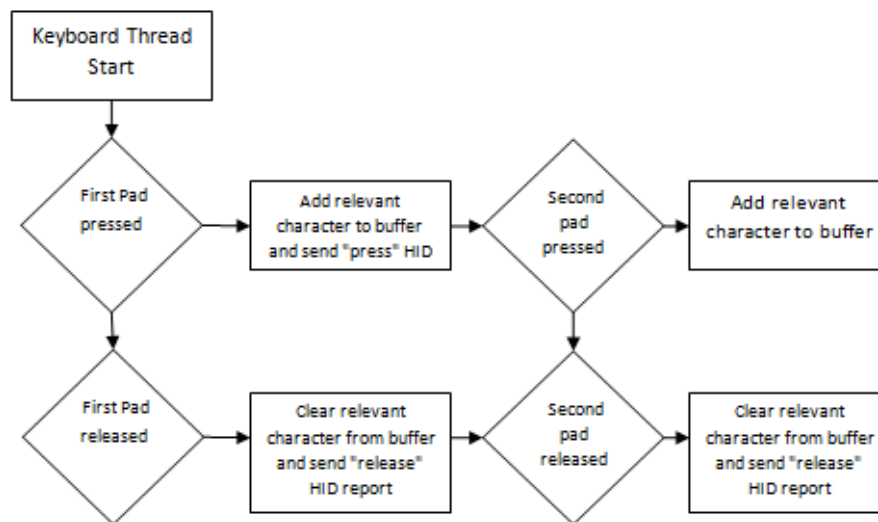 Keyboard Thread
Start
First Pad
pressed
Add relevant
character to buffer
and send "press" HID
Second
pad
pressed
Add relevant
character to buffer
First Pad
released
Clear relevant
character from buffer
and send "release"
HID report
Second
pad
released
Clear relevant
character from buffer
and send "release"
HID report